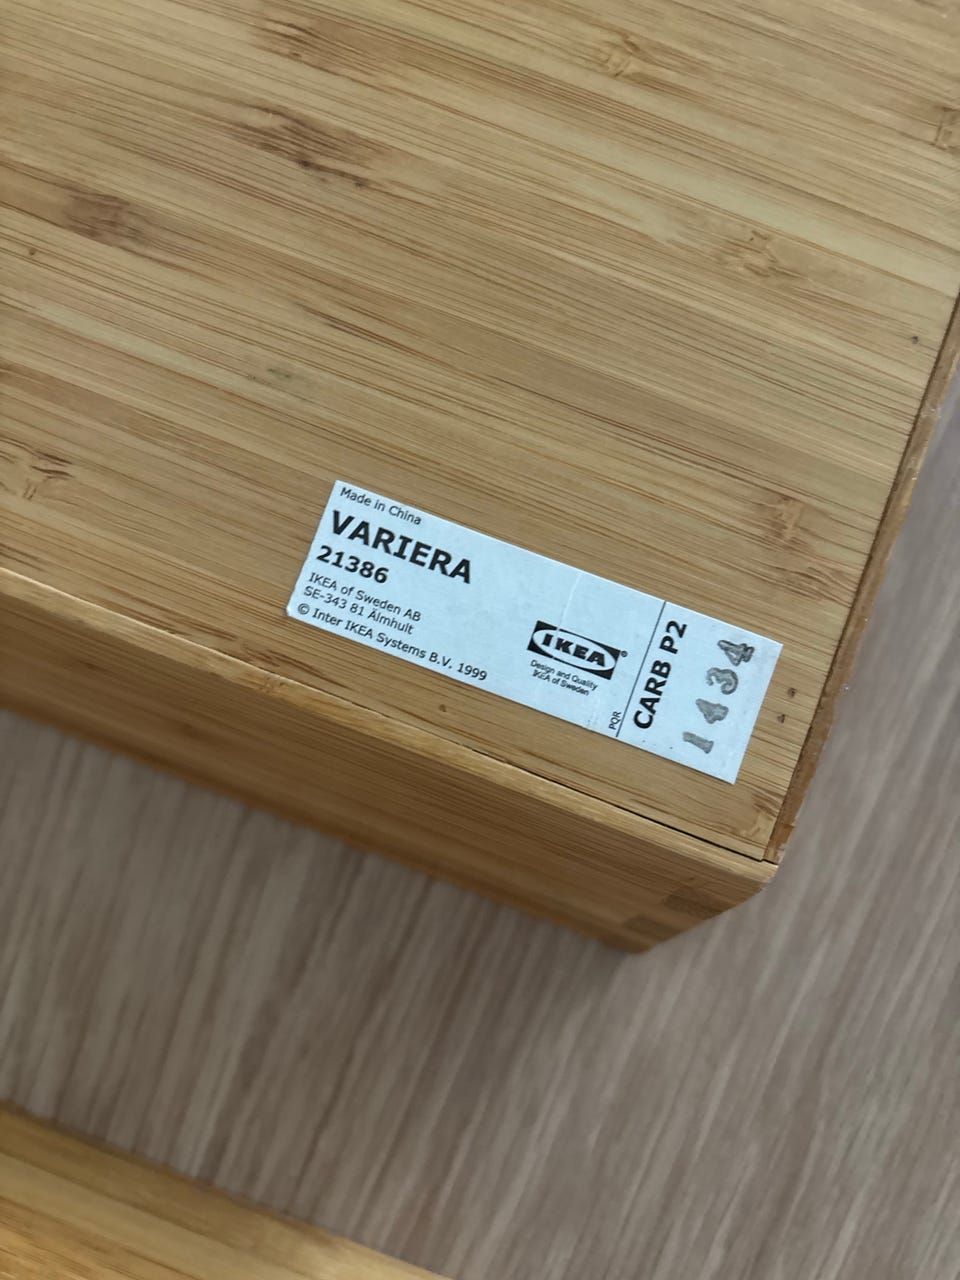 Made in China
VARIERA
21386
IKEA of Sweden AB
SE-343 81 Älmhult
© Inter IKEA Systems B.V. 1999
IKEA®
Design and Quality
IKEA of Sweden
PQR
CARB P2
1434